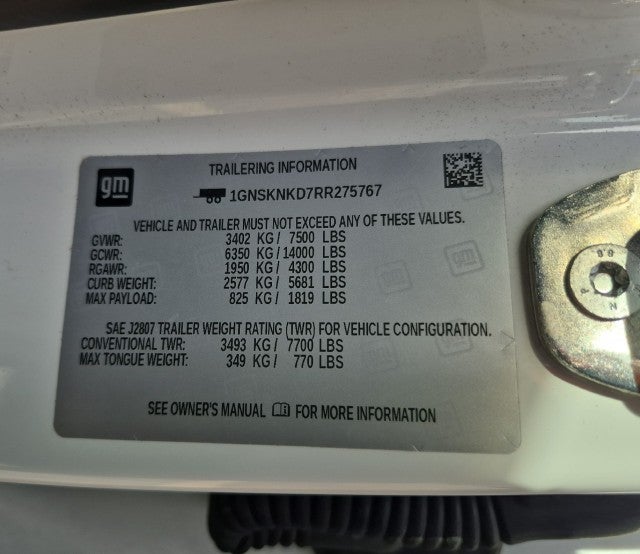 gm
TRAILERING INFORMATION
1GNSKNKD7RR275767
VEHICLE AND TRAILER MUST NOT EXCEED ANY OF THESE VALUES.
GVWR: 3402 KG / 7500 LBS
GCWR: 6350 KG / 14000 LBS
RGAWR: 1950 KG / 4300 LBS
CURB WEIGHT: 2577 KG / 5681 LBS
MAX PAYLOAD: 825 KG / 1819 LBS
SAE J2807 TRAILER WEIGHT RATING (TWR) FOR VEHICLE CONFIGURATION.
CONVENTIONAL TWR: 3493 KG / 7700 LBS
MAX TONGUE WEIGHT: 349 KG / 770 LBS
SEE OWNER'S MANUAL FOR MORE INFORMATION